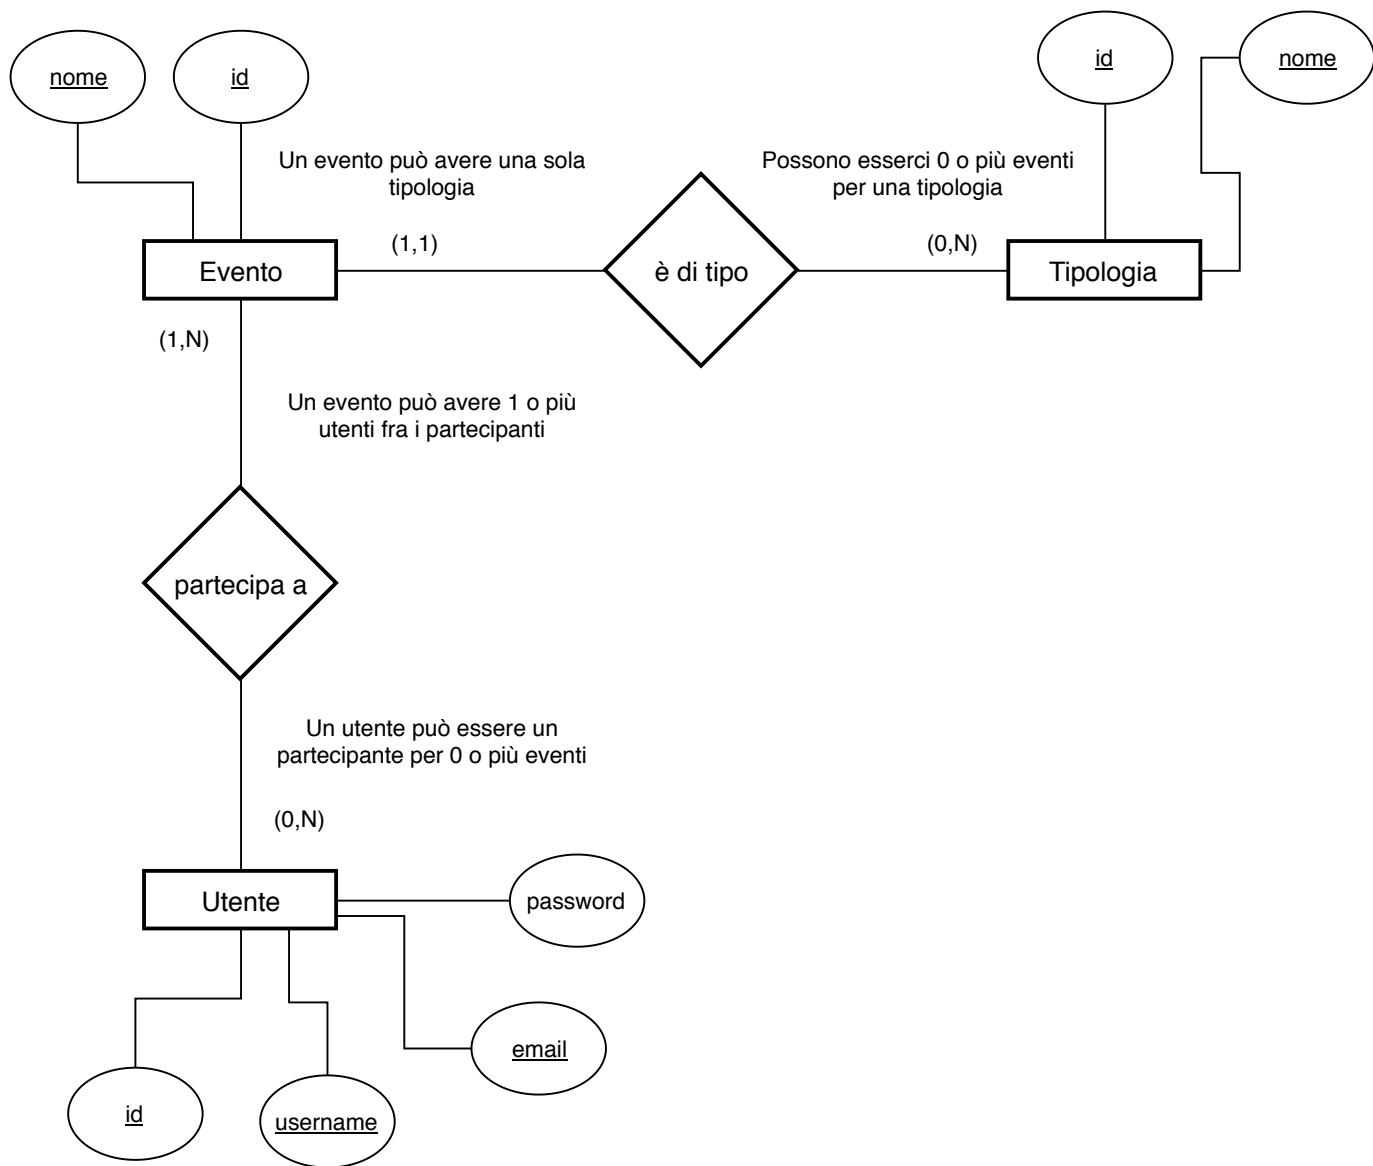 nome
id
id
nome
Un evento può avere una sola
tipologia
Possono esserci 0 o più eventi
per una tipologia
(1,1)
(0,N)
Evento
è di tipo
Tipologia
(1,N)
Un evento può avere 1 o più
utenti fra i partecipanti
partecipa a
Un utente può essere un
partecipante per 0 o più eventi
(0,N)
Utente
password
email
id
username